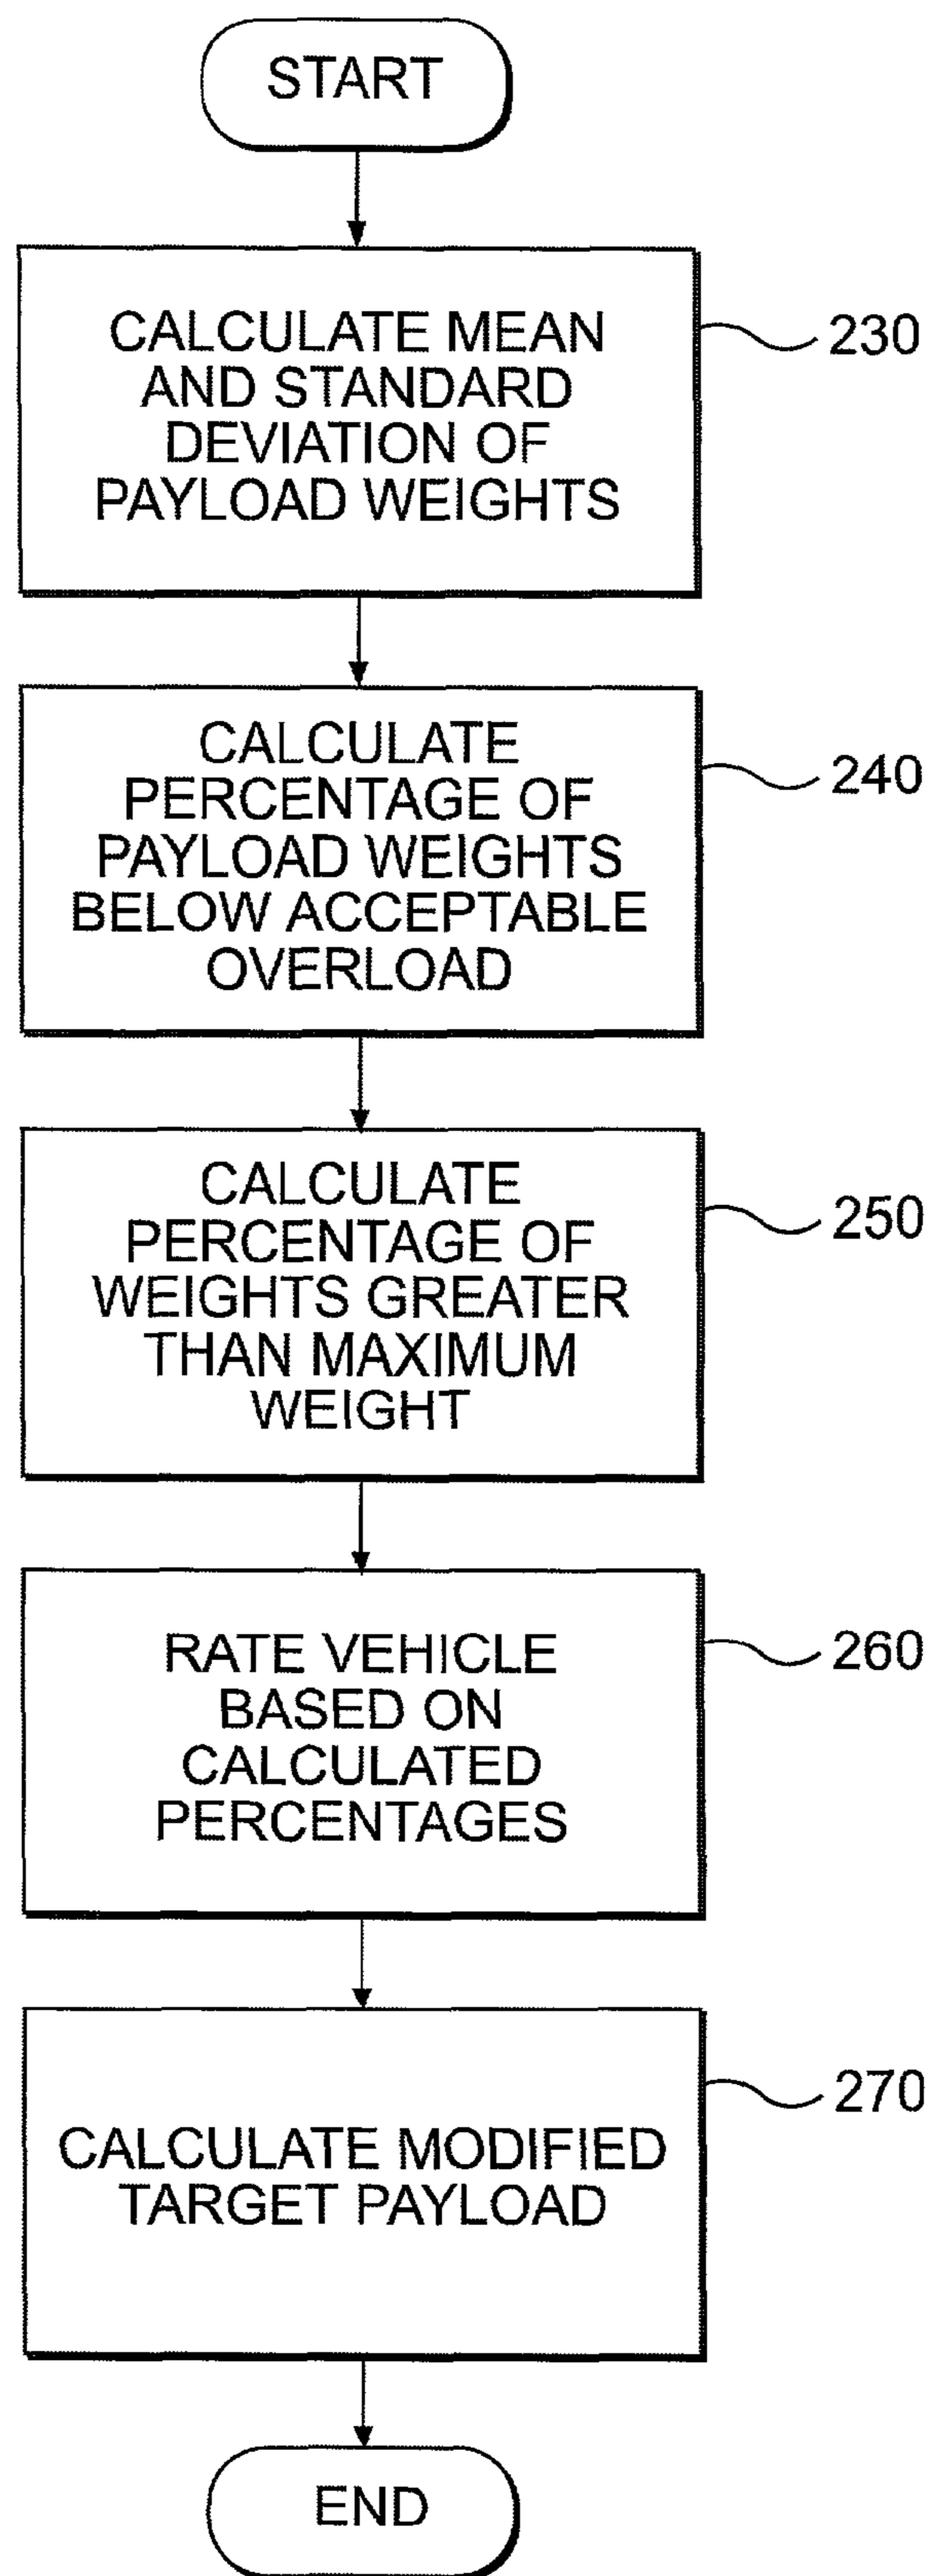 START
CALCULATE MEAN
AND STANDARD
DEVIATION OF
PAYLOAD WEIGHTS
230
CALCULATE
PERCENTAGE OF
PAYLOAD WEIGHTS
BELOW ACCEPTABLE
OVERLOAD
240
CALCULATE
PERCENTAGE OF
WEIGHTS GREATER
THAN MAXIMUM
WEIGHT
250
RATE VEHICLE
BASED ON
CALCULATED
PERCENTAGES
260
CALCULATE MODIFIED
TARGET PAYLOAD
270
END